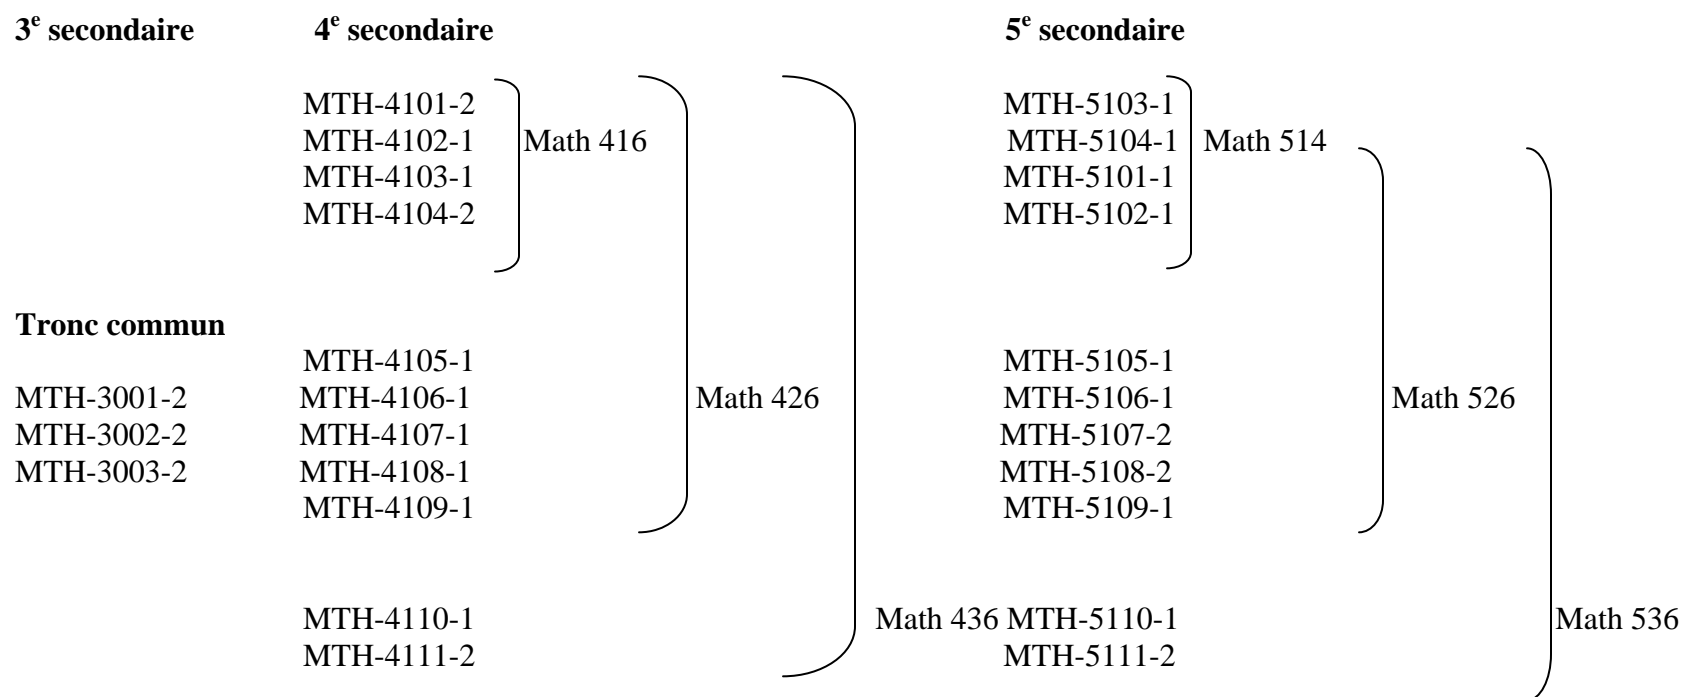 3e secondaire 4e secondaire 5e secondaire
MTH-4101-2 MTH-5103-1
MTH-4102-1 Math 416 MTH-5104-1 Math 514
MTH-4103-1 MTH-5101-1
MTH-4104-2 MTH-5102-1
Tronc commun
MTH-4105-1 MTH-5105-1
MTH-3001-2 MTH-4106-1 Math 426 MTH-5106-1 Math 526
MTH-3002-2 MTH-4107-1 MTH-5107-2
MTH-3003-2 MTH-4108-1 MTH-5108-2
MTH-4109-1 MTH-5109-1
MTH-4110-1 Math 436 MTH-5110-1 Math 536
MTH-4111-2 MTH-5111-2